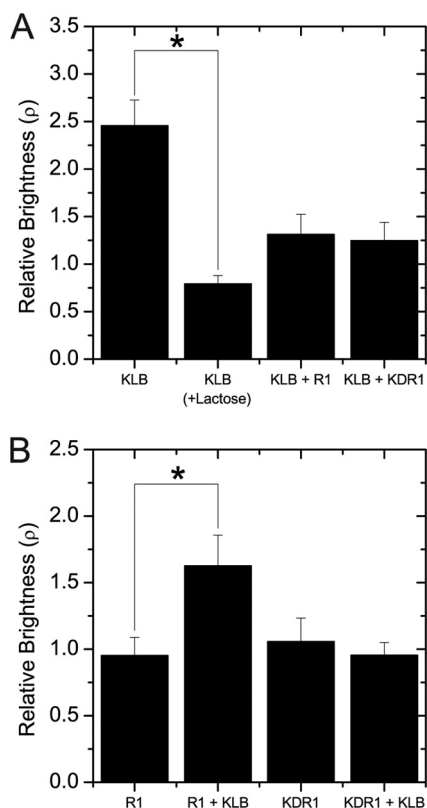 A
Relative Brightness (ρ)
3.5
3.0
2.5
2.0
1.5
1.0
0.5
0.0
*
KLB
KLB
(+Lactose)
KLB + R1
KLB + KDR1
B
Relative Brightness (ρ)
2.5
2.0
1.5
1.0
0.5
0.0
*
R1
R1 + KLB
KDR1
KDR1 + KLB